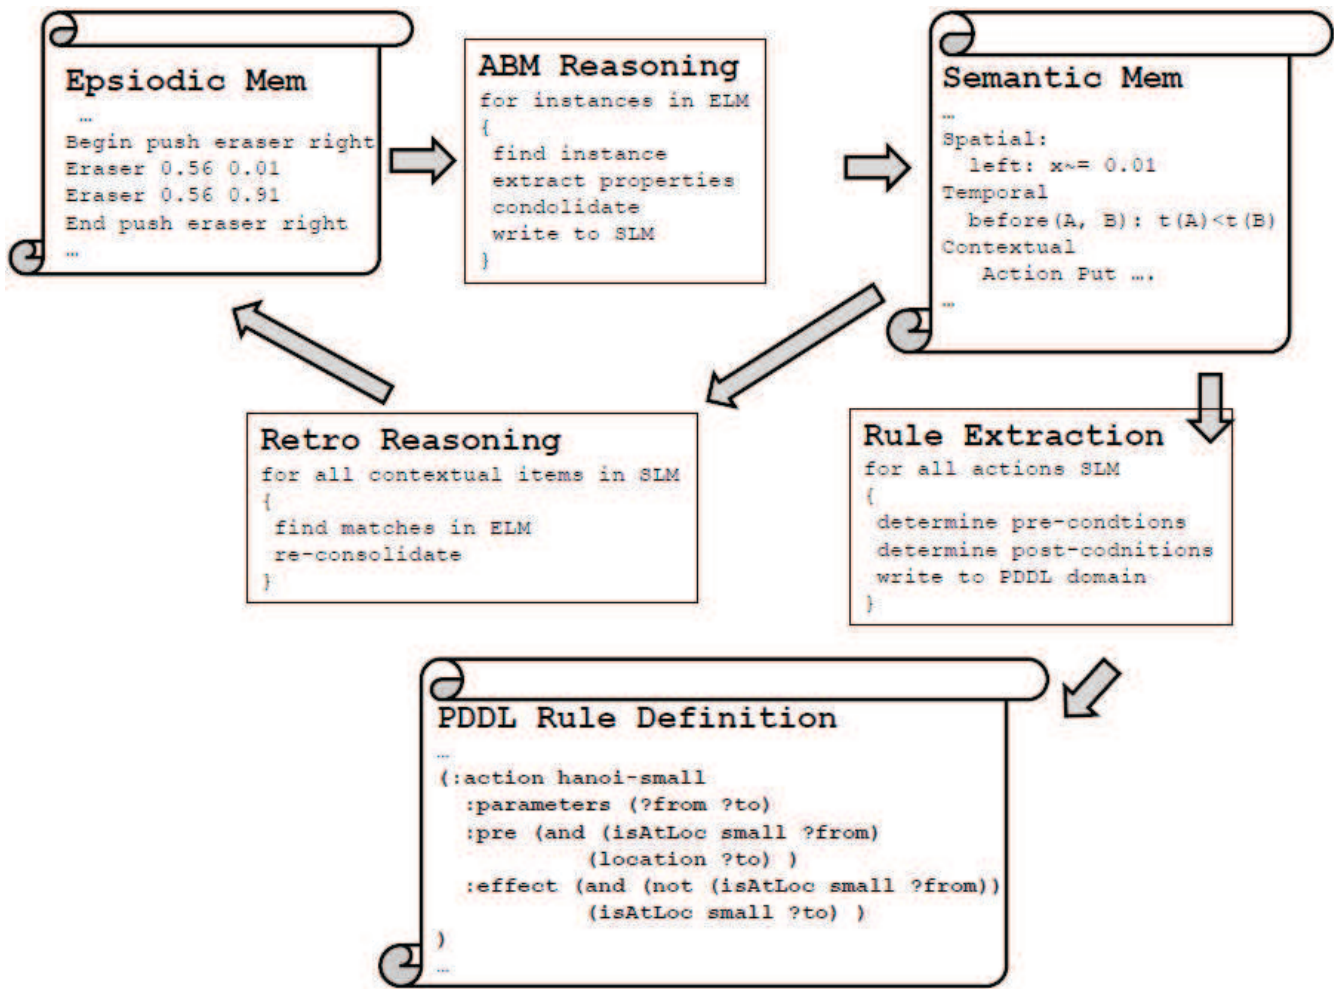 Epsiodic Mem
…
Begin push eraser right
Eraser 0.56 0.01
Eraser 0.56 0.91
End push eraser right
…
ABM Reasoning
for instances in ELM
{
find instance
extract properties
condolidate
write to SLM
}
Semantic Mem
…
Spatial:
left: x~= 0.01
Temporal
before(A, B): t(A)<t(B)
Contextual
Action Put ….
…
Retro Reasoning
for all contextual items in SLM
{
find matches in ELM
re-consolidate
}
Rule Extraction
for all actions SLM
{
determine pre-condtions
determine post-codnitions
write to PDDL domain
}
PDDL Rule Definition
…
(:action hanoi-small
:parameters (?from ?to)
:pre (and (isAtLoc small ?from)
(location ?to) )
:effect (and (not (isAtLoc small ?from))
(isAtLoc small ?to) )
)
…